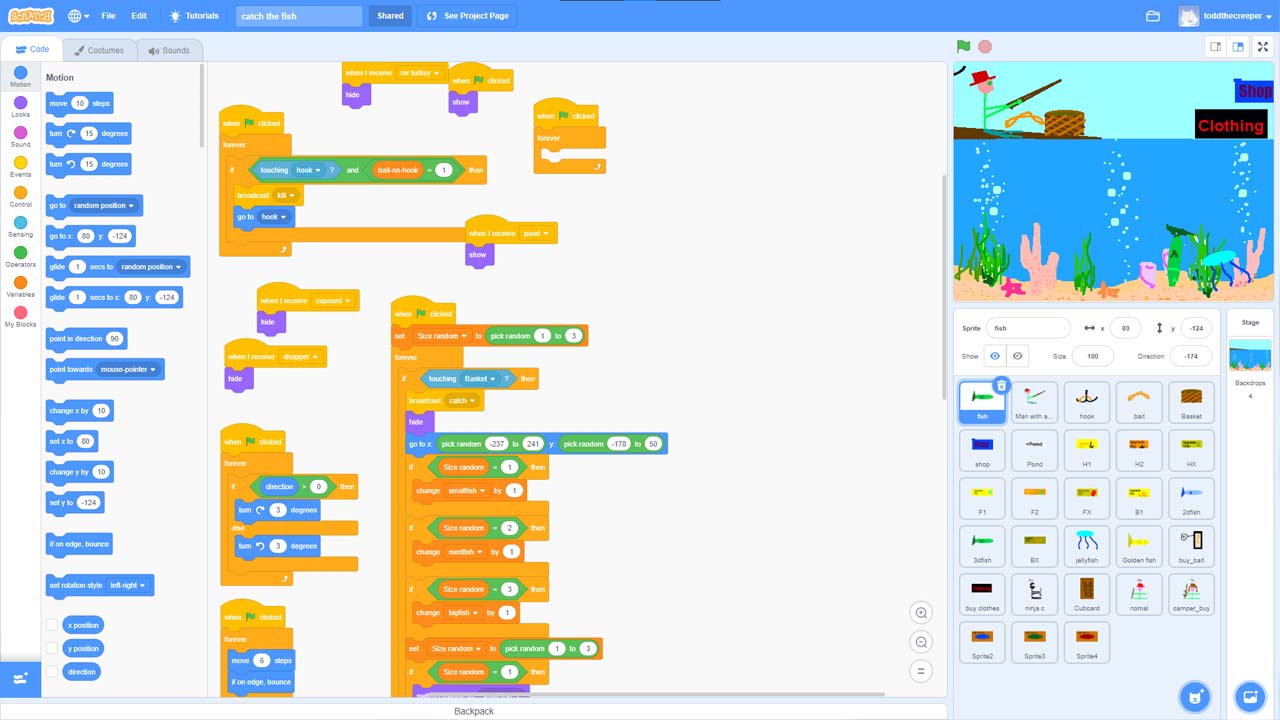 SCRATCH File Edit Tutorials catch the fish Shared See Project Page toddthecreeper
Code Costumes Sounds
Motion
Looks
Sound
Events
Control
Sensing
Operators
Variables
My Blocks
Motion
move 10 steps
turn 15 degrees
turn 15 degrees
go to random position
go to x: 80 y: -124
glide 1 secs to random position
glide 1 secs to x: 80 y: -124
point in direction 90
point towards mouse-pointer
change x by 10
set x to 80
change y by 10
set y to -124
if on edge, bounce
set rotation style left-right
x position
y position
direction
when I receive mr turkey
hide
when clicked
show
when clicked
forever
when clicked
forever
if touching hook ? and bait-on-hook = 1 then
broadcast kill
go to hook
when I receive pond
show
when I receive cupoard
hide
when I receive shopper
hide
when clicked
forever
if direction > 0 then
turn 3 degrees
else
turn 3 degrees
when clicked
forever
move 6 steps
if on edge, bounce
when clicked
set Size random to pick random 1 to 3
forever
if touching Basket ? then
broadcast catch
hide
go to x: pick random -237 to 241 y: pick random -178 to 50
if Size random = 1 then
change smallfish by 1
if Size random = 2 then
change medfish by 1
if Size random = 3 then
change bigfish by 1
set Size random to pick random 1 to 3
if Size random = 1 then
Shop
Clothing
Sprite fish x 80 y -124
Show Size 100 Direction -174
Stage
Backdrops
4
fish Man with a... hook bait Basket
shop Pond H1 H2 HX
<Pond
F1 F2 FX B1 2dfish
3dfish BX jellyfish Golden fish buy_bait
buy clothes ninja c Cuboard nomal camper_buy
Sprite2 Sprite3 Sprite4
Backpack